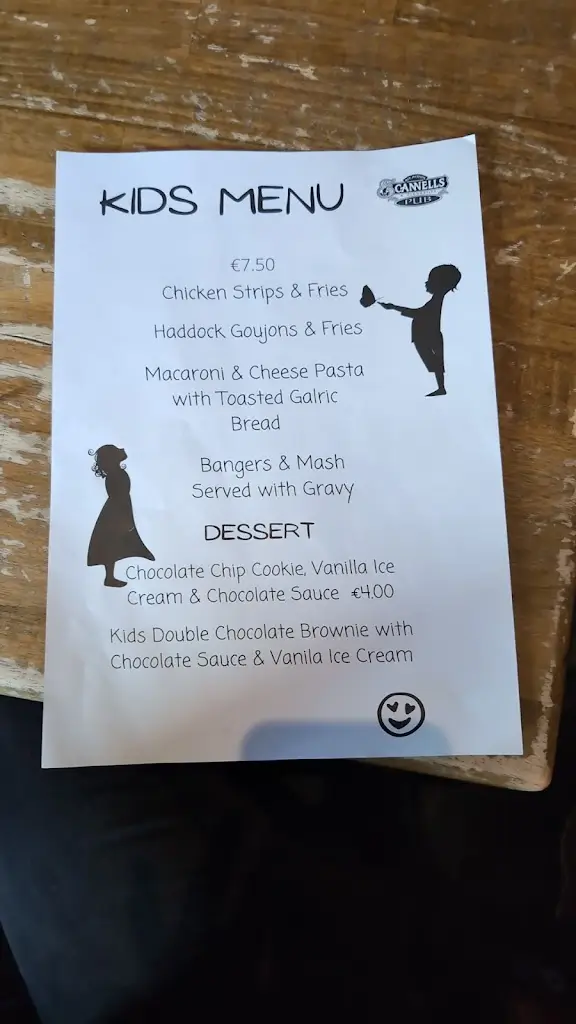 KIDS MENU
CANNELLS
PUB
€7.50
Chicken Strips & Fries
Haddock Goujons & Fries
Macaroni & Cheese Pasta
with Toasted Galric
Bread
Bangers & Mash
Served with Gravy
DESSERT
Chocolate Chip Cookie, Vanilla Ice
Cream & Chocolate Sauce €4.00
Kids Double Chocolate Brownie with
Chocolate Sauce & Vanila Ice Cream